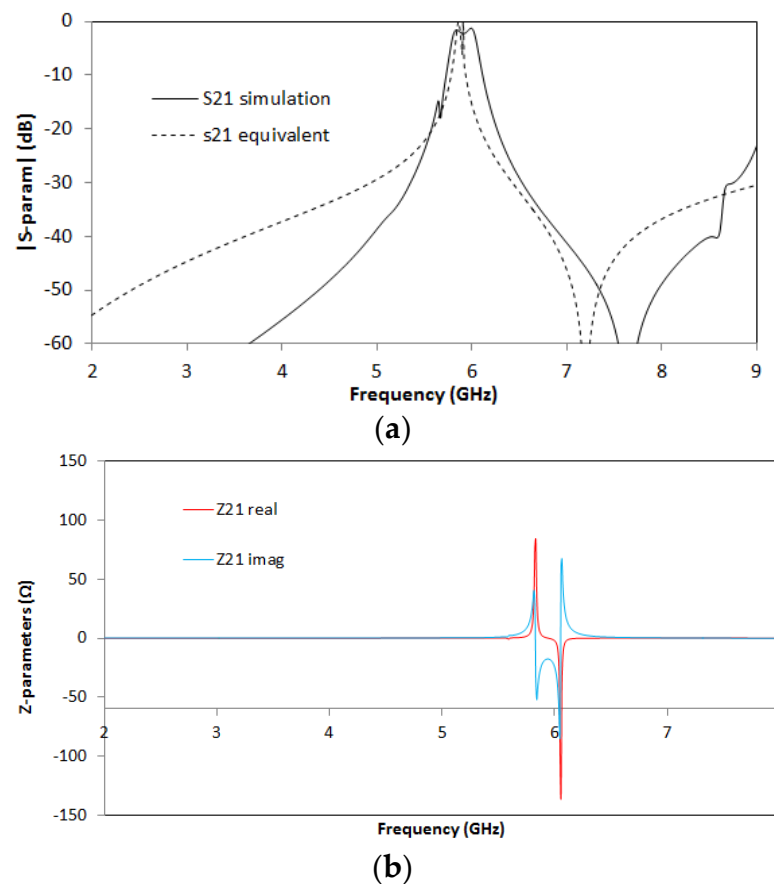 0
-10
-20
-30
-40
-50
-60
|S-param| (dB)
S21 simulation
s21 equivalent
2 3 4 5 6 7 8 9
Frequency (GHz)
(a)
150
100
50
0
-50
-100
-150
Z-parameters (Ω)
Z21 real
Z21 imag
2 3 4 5 6 7
Frequency (GHz)
(b)